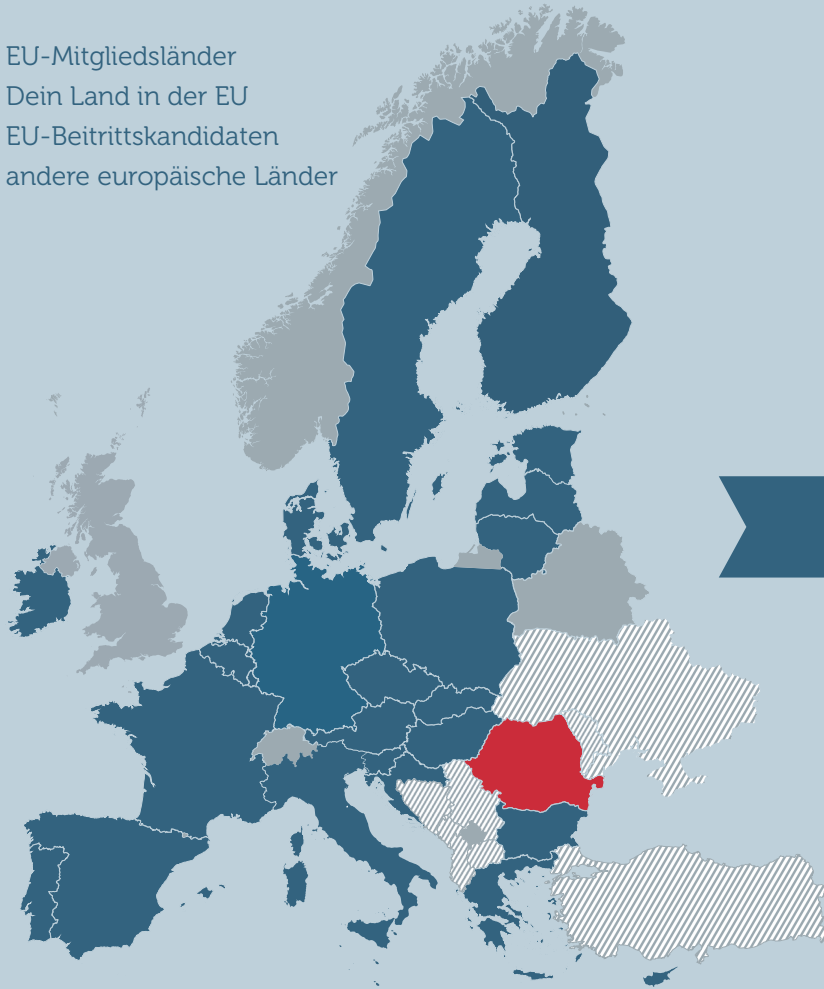 EU-Mitgliedsländer
Dein Land in der EU
EU-Beitrittskandidaten
andere europäische Länder